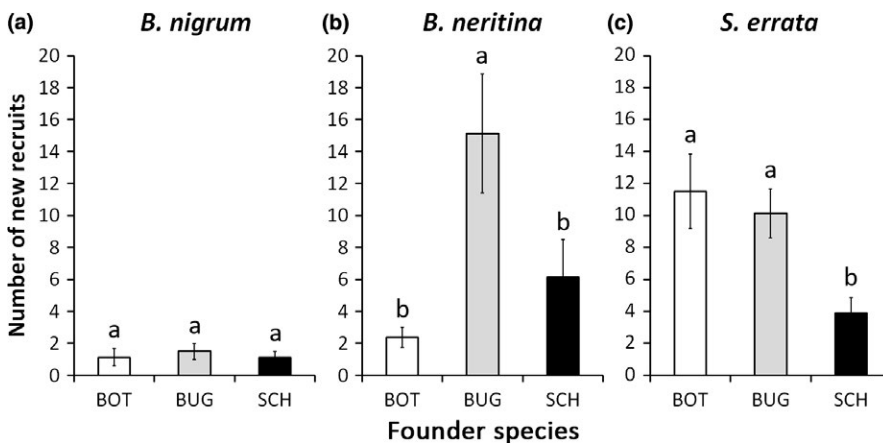 (a) B. nigrum (b) B. neritina (c) S. errata
Number of new recruits
20
18
16
14
12
10
8
6
4
2
0
a
a
a
BOT BUG SCH
20
18
16
14
12
10
8
6
4
2
0
b
a
b
BOT BUG SCH
20
18
16
14
12
10
8
6
4
2
0
a
a
b
BOT BUG SCH
Founder species